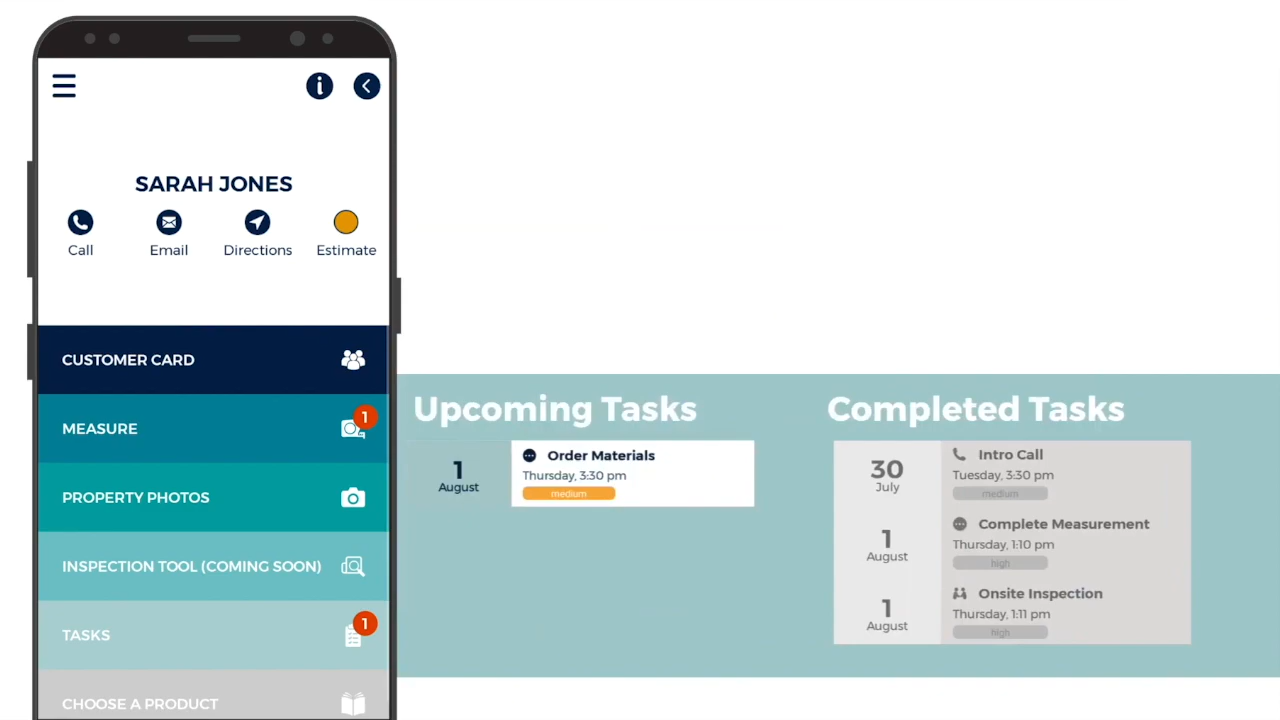 SARAH JONES
Call Email Directions Estimate
CUSTOMER CARD
MEASURE 1
PROPERTY PHOTOS
INSPECTION TOOL (COMING SOON)
TASKS 1
CHOOSE A PRODUCT
Upcoming Tasks
1 August
Order Materials
Thursday, 3:30 pm
medium
Completed Tasks
30 July
Intro Call
Tuesday, 3:30 pm
medium
1 August
Complete Measurement
Thursday, 1:10 pm
high
1 August
Onsite Inspection
Thursday, 1:11 pm
high